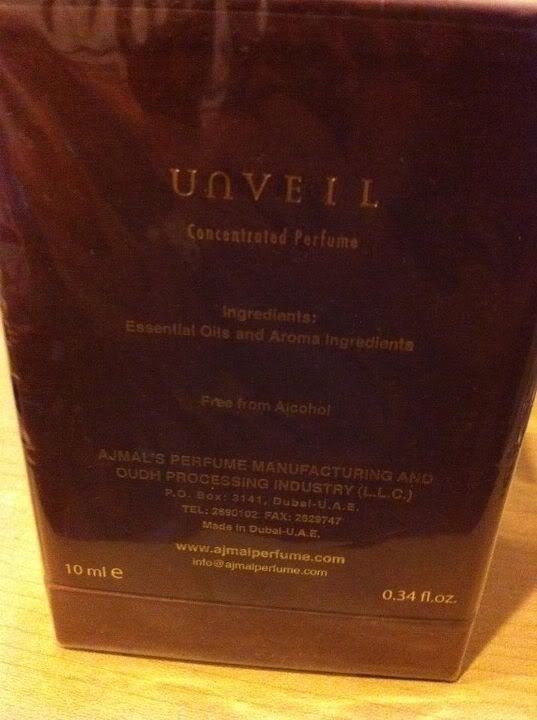 UNVEIL
Concentrated Perfume
Ingredients:
Essential Oils and Aroma Ingredients
Free from Alcohol
AJMAL'S PERFUME MANUFACTURING AND
OUDH PROCESSING INDUSTRY (L.L.C.)
P.O. Box: 3141, Dubai-U.A.E.
TEL: 2690102 FAX: 2629747
Made in Dubai-U.A.E.
www.ajmalperfume.com
info@ajmalperfume.com
10 ml e
0.34 fl.oz.